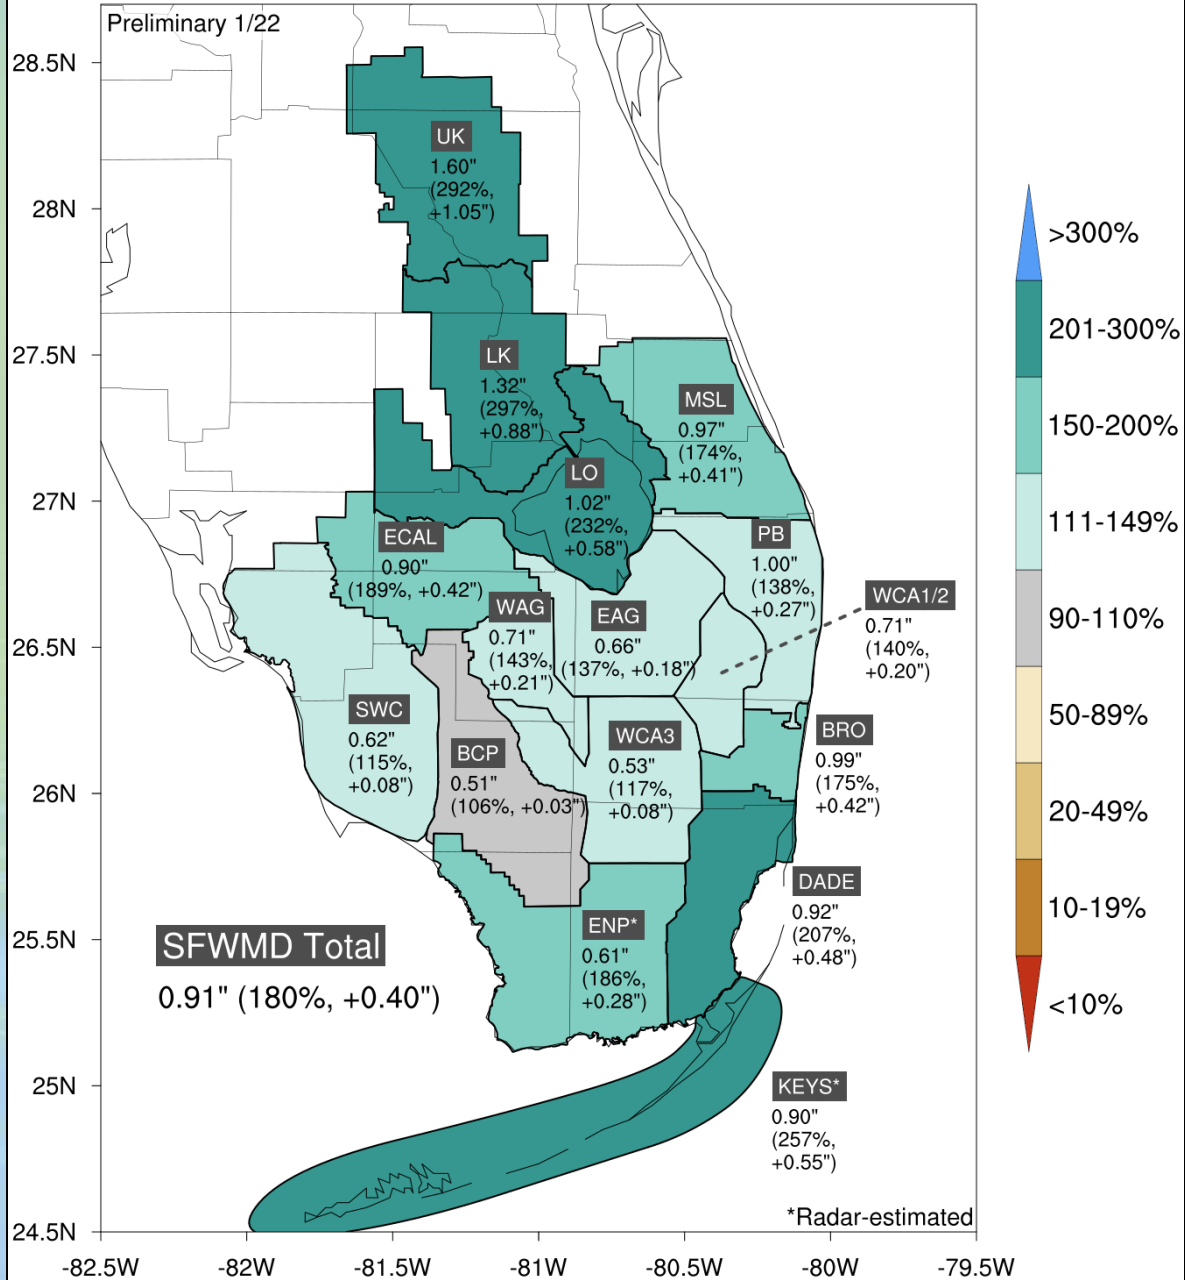 Preliminary 1/22
28.5N
28N
27.5N
27N
26.5N
26N
25.5N
25N
24.5N
-82.5W
-82W
-81.5W
-81W
-80.5W
-80W
-79.5W
UK
1.60"
(292%,
+1.05")
LK
1.32"
(297%,
+0.88")
MSL
0.97"
(174%,
+0.41")
LO
1.02"
(232%,
+0.58")
ECAL
0.90"
(189%, +0.42")
PB
1.00"
(138%,
+0.27")
WAG
0.71"
(143%,
+0.21")
EAG
0.66"
(137%, +0.18")
WCA1/2
0.71"
(140%,
+0.20")
SWC
0.62"
(115%,
+0.08")
BCP
0.51"
(106%, +0.03")
WCA3
0.53"
(117%,
+0.08")
BRO
0.99"
(175%,
+0.42")
DADE
0.92"
(207%,
+0.48")
ENP*
0.61"
(186%,
+0.28")
SFWMD Total
0.91" (180%, +0.40")
KEYS*
0.90"
(257%,
+0.55")
*Radar-estimated
>300%
201-300%
150-200%
111-149%
90-110%
50-89%
20-49%
10-19%
<10%